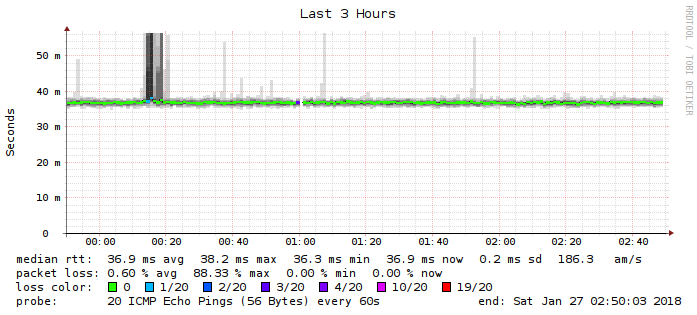 Last 3 Hours
RRDTOOL / TOBI OETIKER
Seconds
50 m
40 m
30 m
20 m
10 m
0
00:00 00:20 00:40 01:00 01:20 01:40 02:00 02:20 02:40
median rtt: 36.9 ms avg 38.2 ms max 36.3 ms min 36.9 ms now 0.2 ms sd 186.3 am/s
packet loss: 0.60 % avg 88.33 % max 0.00 % min 0.00 % now
loss color: 0 1/20 2/20 3/20 4/20 10/20 19/20
probe: 20 ICMP Echo Pings (56 Bytes) every 60s end: Sat Jan 27 02:50:03 2018